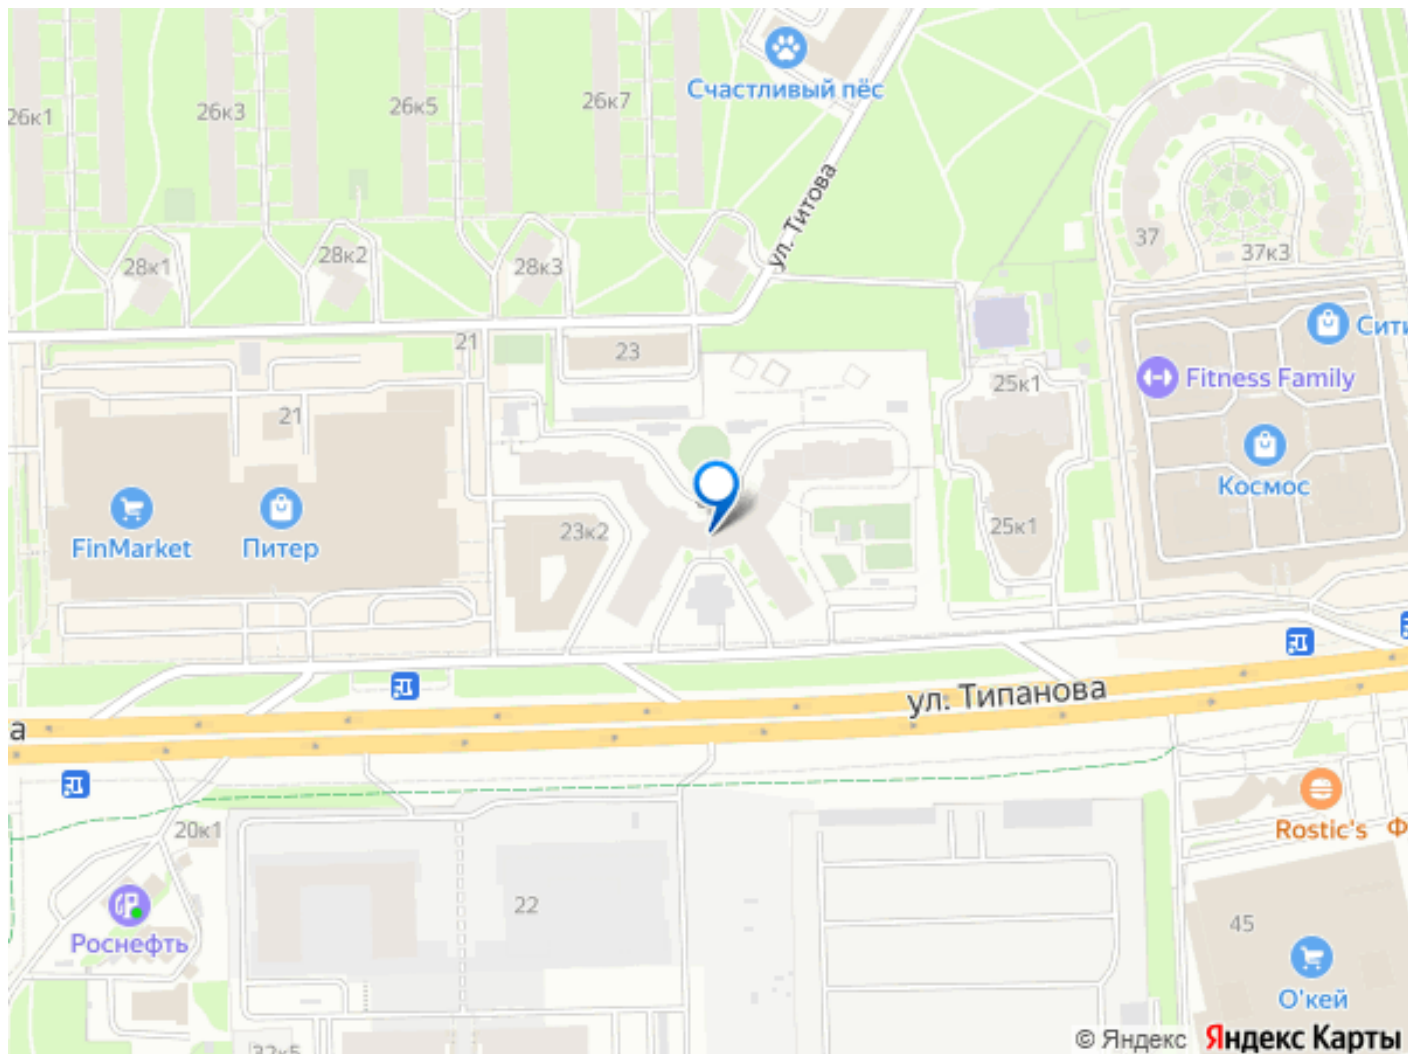 Счастливый пёс
26к1
26к3
26к5
26к7
ул. Титова
28к1
28к2
28к3
37
37к3
Сити
Fitness Family
21
23
25к1
21
Космос
FinMarket
Питер
23к2
25к1
ул. Типанова
а
20к1
Rostic's
Ф
22
Роснефть
45
О'кей
32к5
© Яндекс
Яндекс Карты